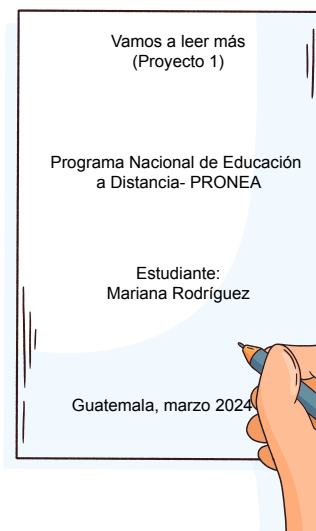 Vamos a leer más
(Proyecto 1)
Programa Nacional de Educación
a Distancia- PRONEA
Estudiante:
Mariana Rodríguez
Guatemala, marzo 2024